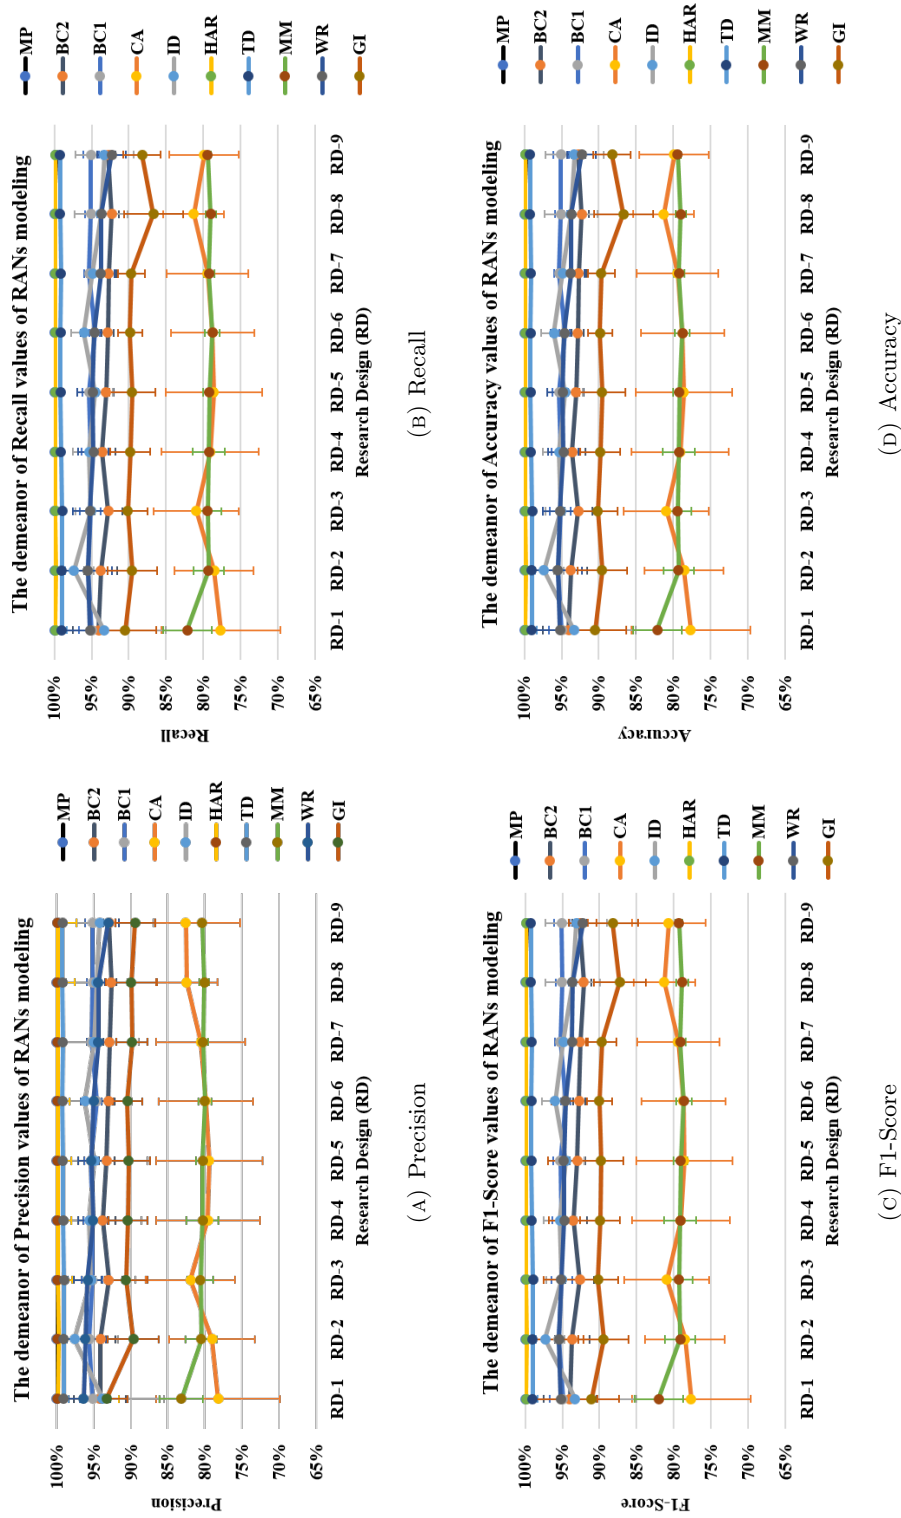 The demeanor of Precision values of RANs modeling
100%
95%
90%
85%
80%
75%
70%
65%
Precision
RD-1 RD-2 RD-3 RD-4 RD-5 RD-6 RD-7 RD-8 RD-9
Research Design (RD)
MP
BC2
BC1
CA
ID
HAR
TD
MM
WR
GI
(A) Precision
The demeanor of Recall values of RANs modeling
100%
95%
90%
85%
80%
75%
70%
65%
Recall
RD-1 RD-2 RD-3 RD-4 RD-5 RD-6 RD-7 RD-8 RD-9
Research Design (RD)
MP
BC2
BC1
CA
ID
HAR
TD
MM
WR
GI
(B) Recall
The demeanor of F1-Score values of RANs modeling
100%
95%
90%
85%
80%
75%
70%
65%
F1-Score
RD-1 RD-2 RD-3 RD-4 RD-5 RD-6 RD-7 RD-8 RD-9
Research Design (RD)
MP
BC2
BC1
CA
ID
HAR
TD
MM
WR
GI
(C) F1-Score
The demeanor of Accuracy values of RANs modeling
100%
95%
90%
85%
80%
75%
70%
65%
Accuracy
RD-1 RD-2 RD-3 RD-4 RD-5 RD-6 RD-7 RD-8 RD-9
Research Design (RD)
MP
BC2
BC1
CA
ID
HAR
TD
MM
WR
GI
(D) Accuracy